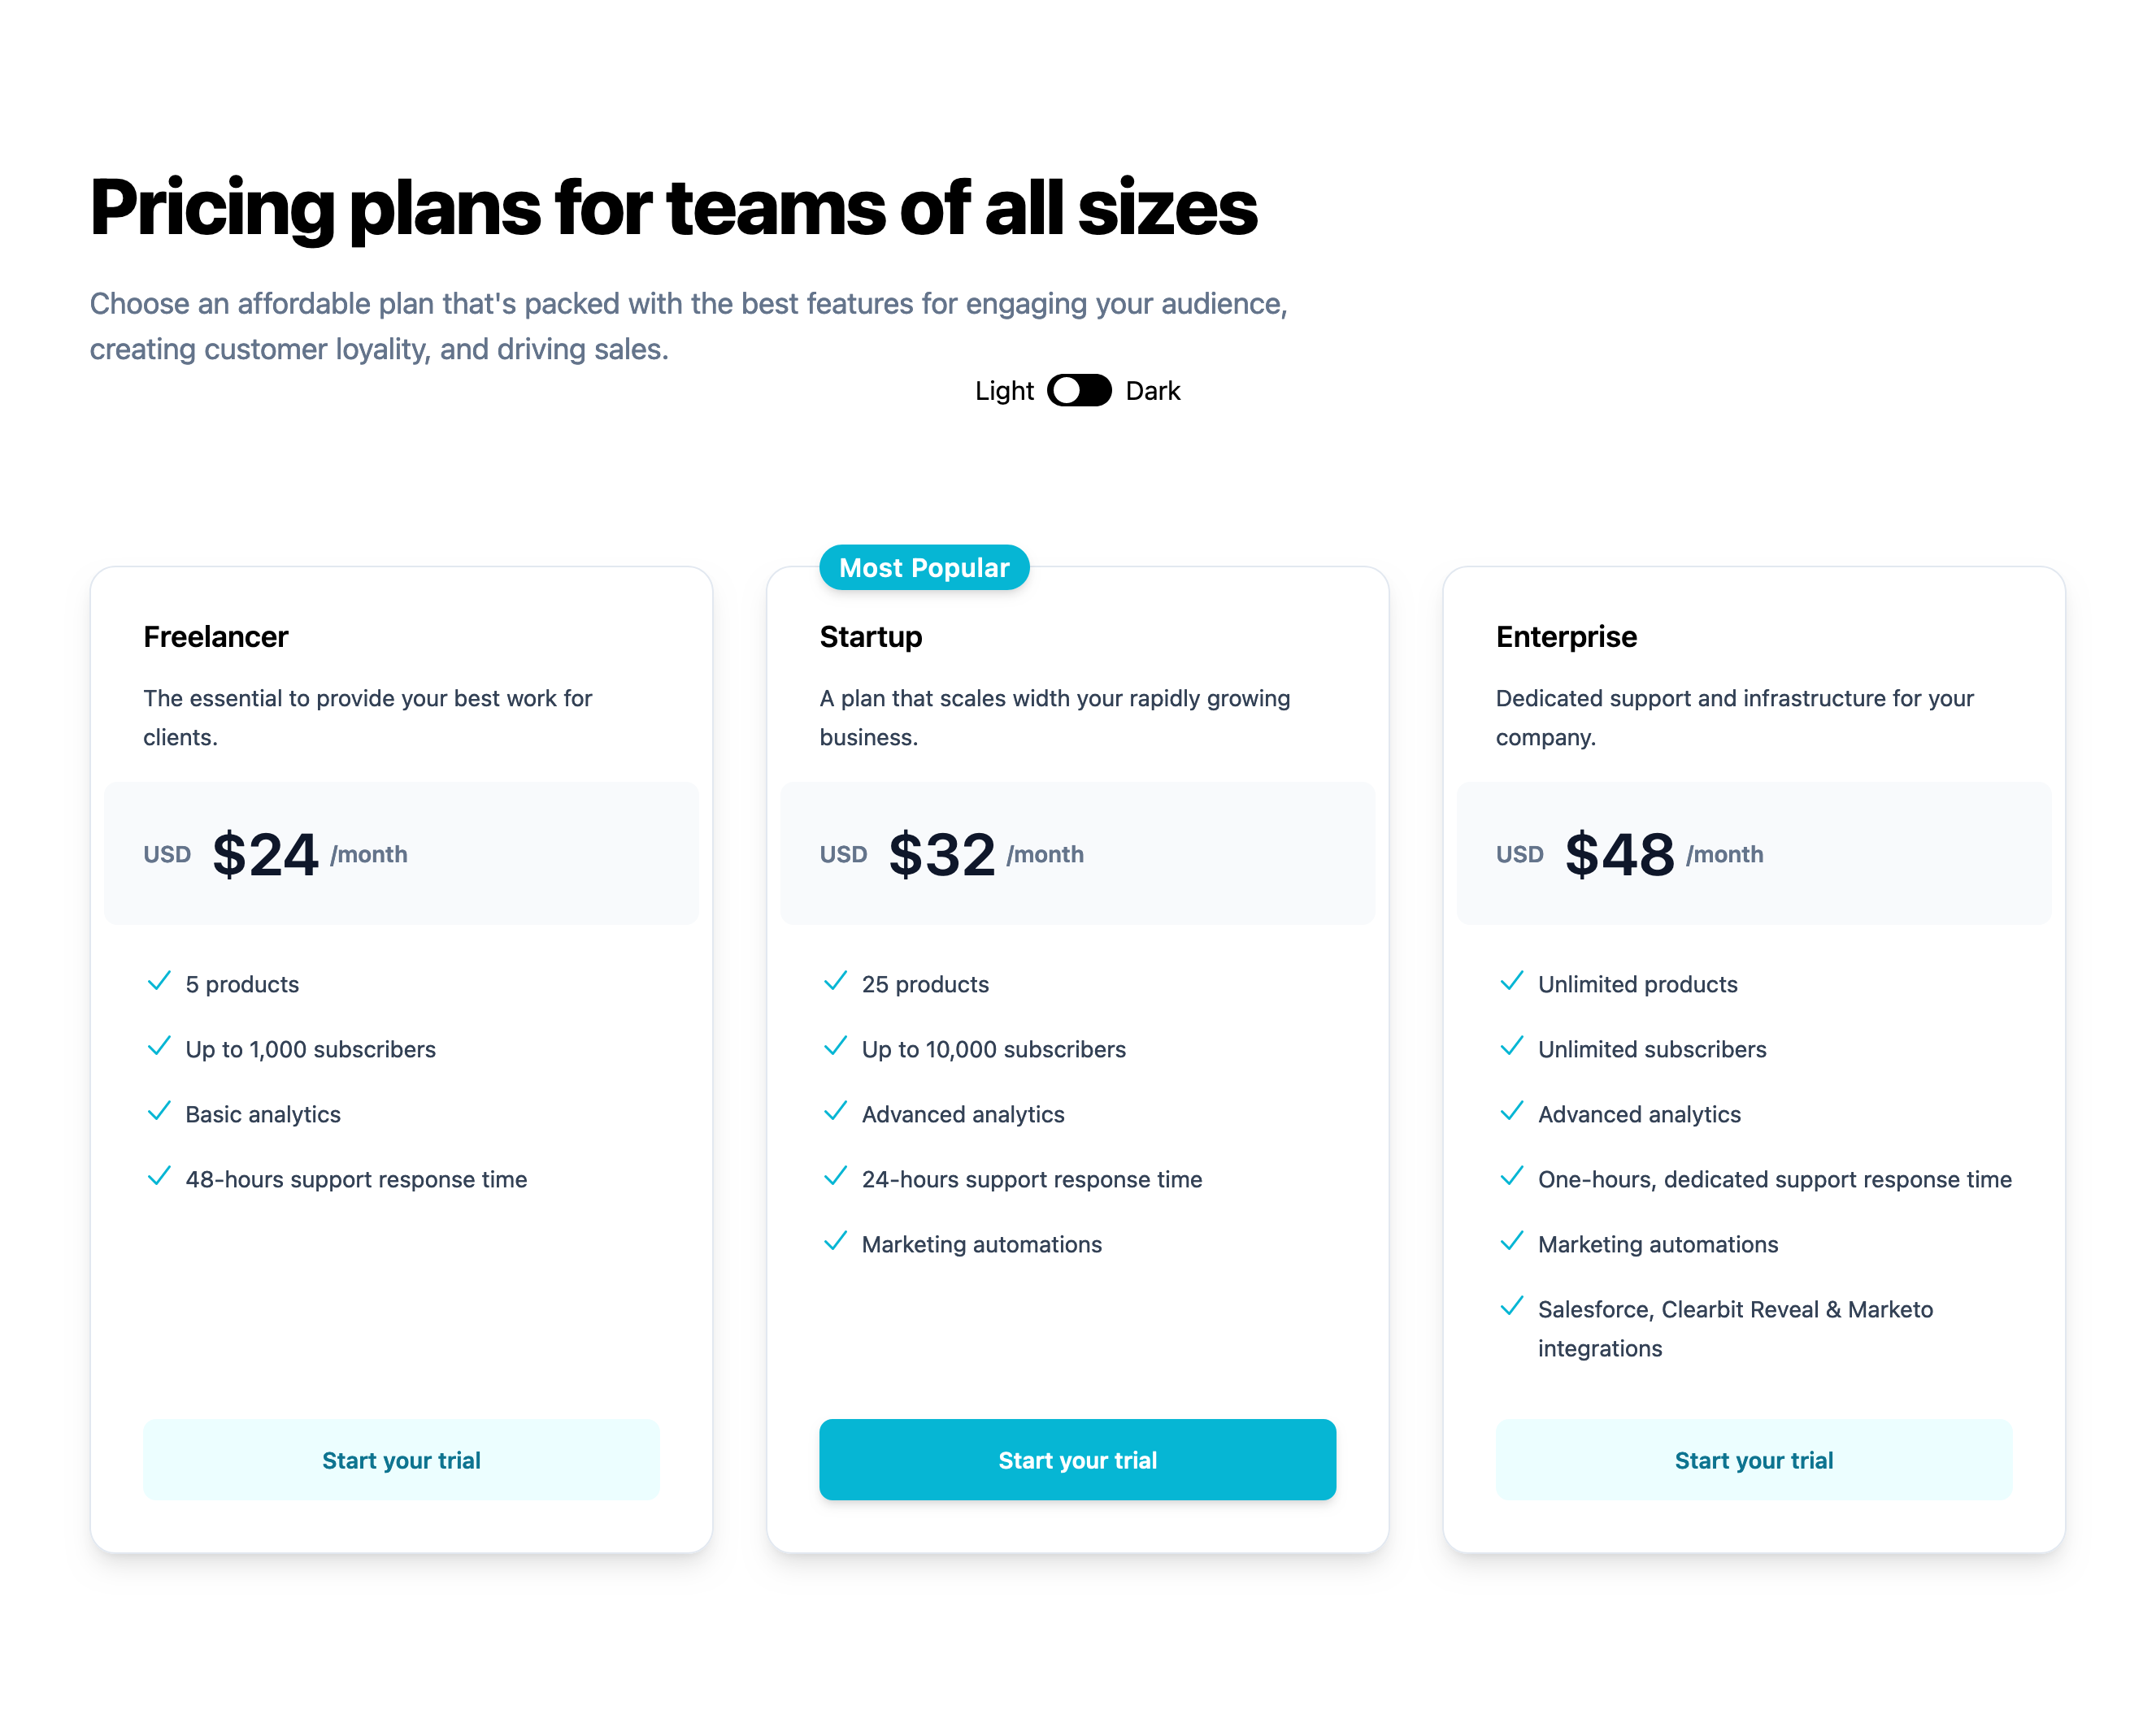 Pricing plans for teams of all sizes
Choose an affordable plan that's packed with the best features for engaging your audience,
creating customer loyality, and driving sales.
Light Dark
Freelancer
The essential to provide your best work for
clients.
USD $24 /month
5 products
Up to 1,000 subscribers
Basic analytics
48-hours support response time
Start your trial
Most Popular
Startup
A plan that scales width your rapidly growing
business.
USD $32 /month
25 products
Up to 10,000 subscribers
Advanced analytics
24-hours support response time
Marketing automations
Start your trial
Enterprise
Dedicated support and infrastructure for your
company.
USD $48 /month
Unlimited products
Unlimited subscribers
Advanced analytics
One-hours, dedicated support response time
Marketing automations
Salesforce, Clearbit Reveal & Marketo
integrations
Start your trial